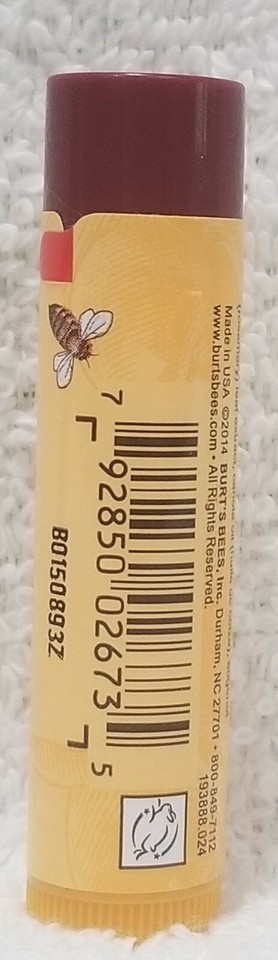 Made in USA ©2014 BURT'S BEES, Inc. Durham, NC 27701 • 800-849-7112
www.burtsbees.com • All Rights Reserved.
193888.024
7 92850 02673 5
B0150893Z